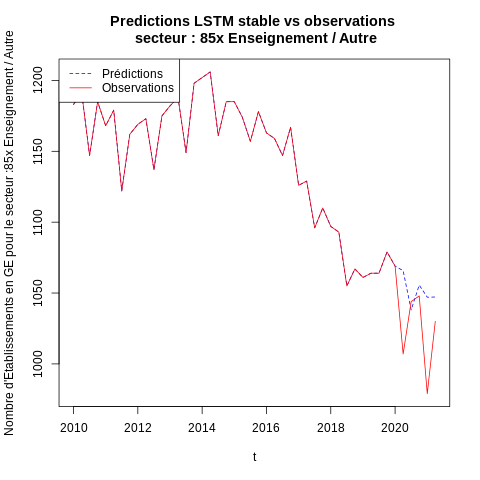 Predictions LSTM stable vs observations
secteur : 85x Enseignement / Autre
Nombre d'Etablissements en GE pour le secteur :85x Enseignement / Autre
Prédictions
Observations
1200
1150
1100
1050
1000
2010 2012 2014 2016 2018 2020
t